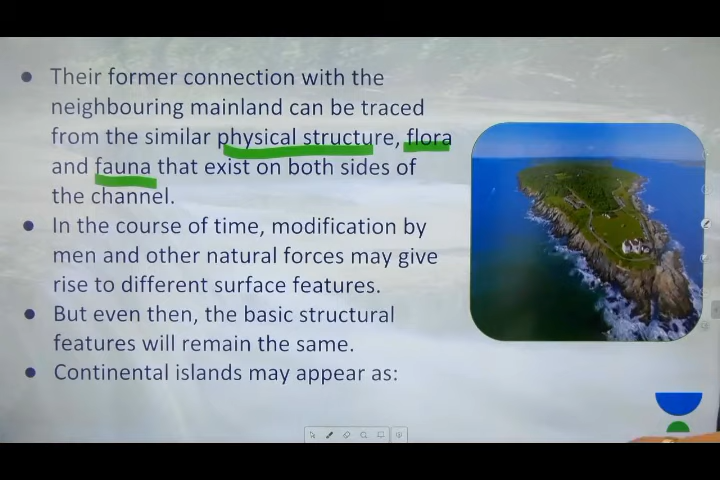 ● Their former connection with the
neighbouring mainland can be traced
from the similar physical structure, flora
and fauna that exist on both sides of
the channel.
● In the course of time, modification by
men and other natural forces may give
rise to different surface features.
● But even then, the basic structural
features will remain the same.
● Continental islands may appear as: